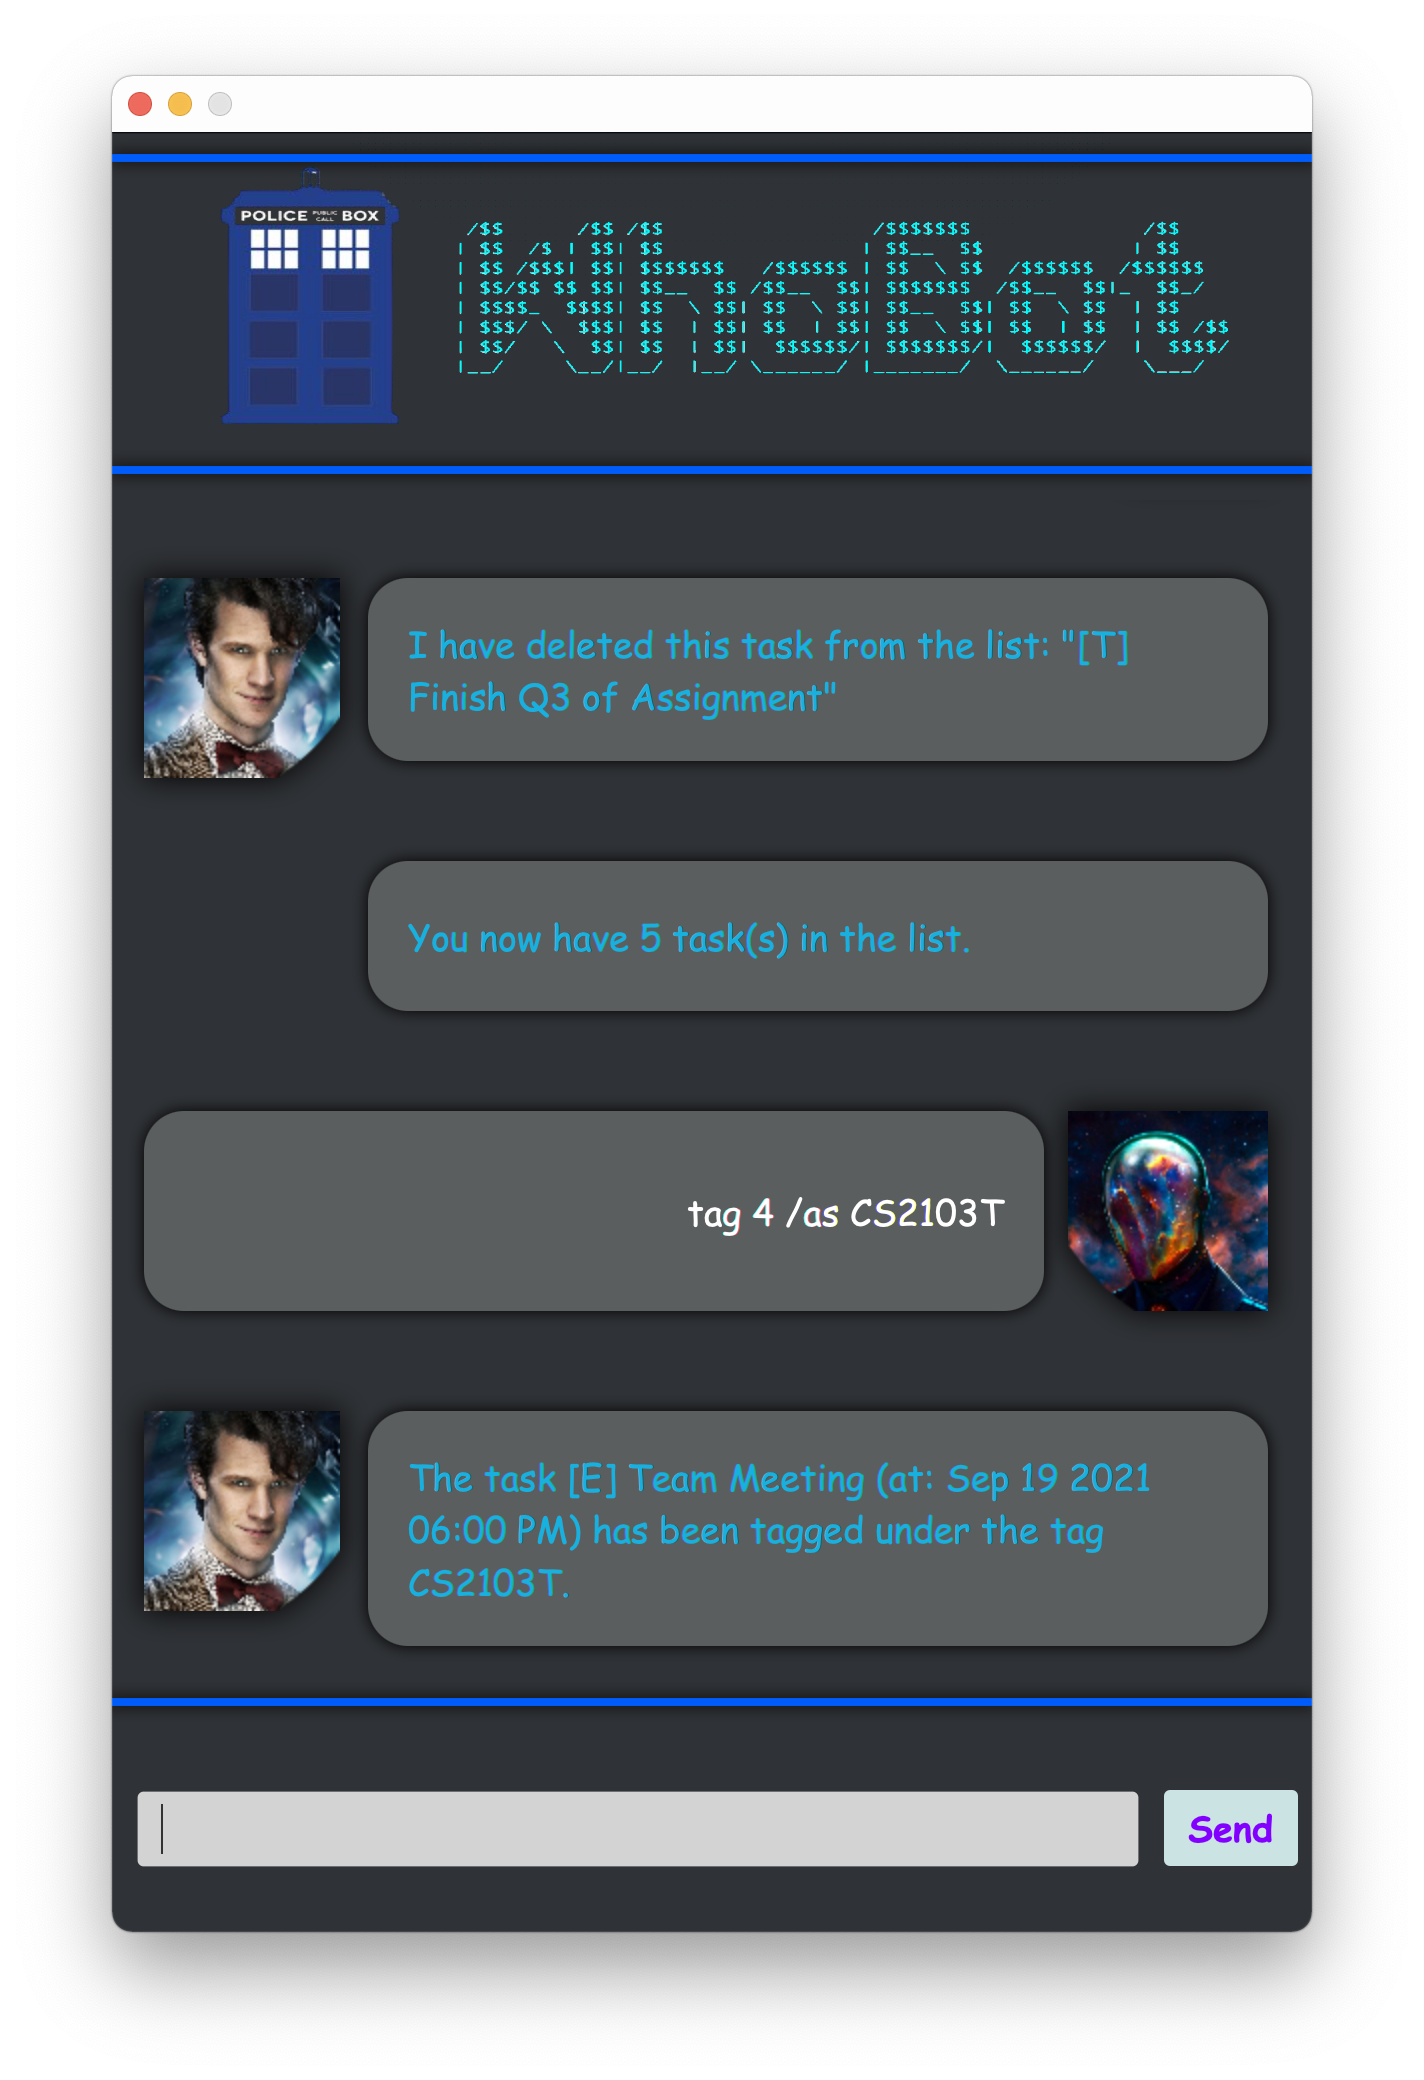 POLICE PUBLIC CALL BOX
WhoBot
I have deleted this task from the list: "[T]
Finish Q3 of Assignment"
You now have 5 task(s) in the list.
tag 4 /as CS2103T
The task [E] Team Meeting (at: Sep 19 2021
06:00 PM) has been tagged under the tag
CS2103T.
Send